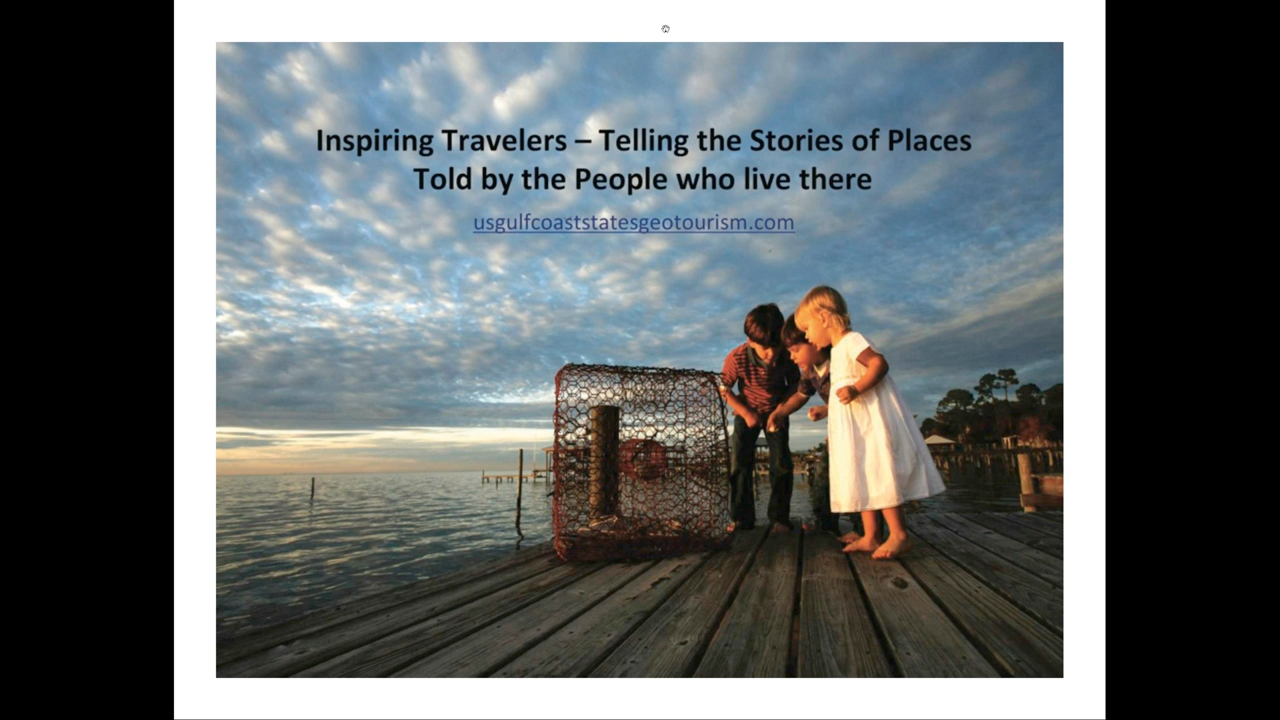 Inspiring Travelers – Telling the Stories of Places
Told by the People who live there
usgulfcoaststatesgeotourism.com